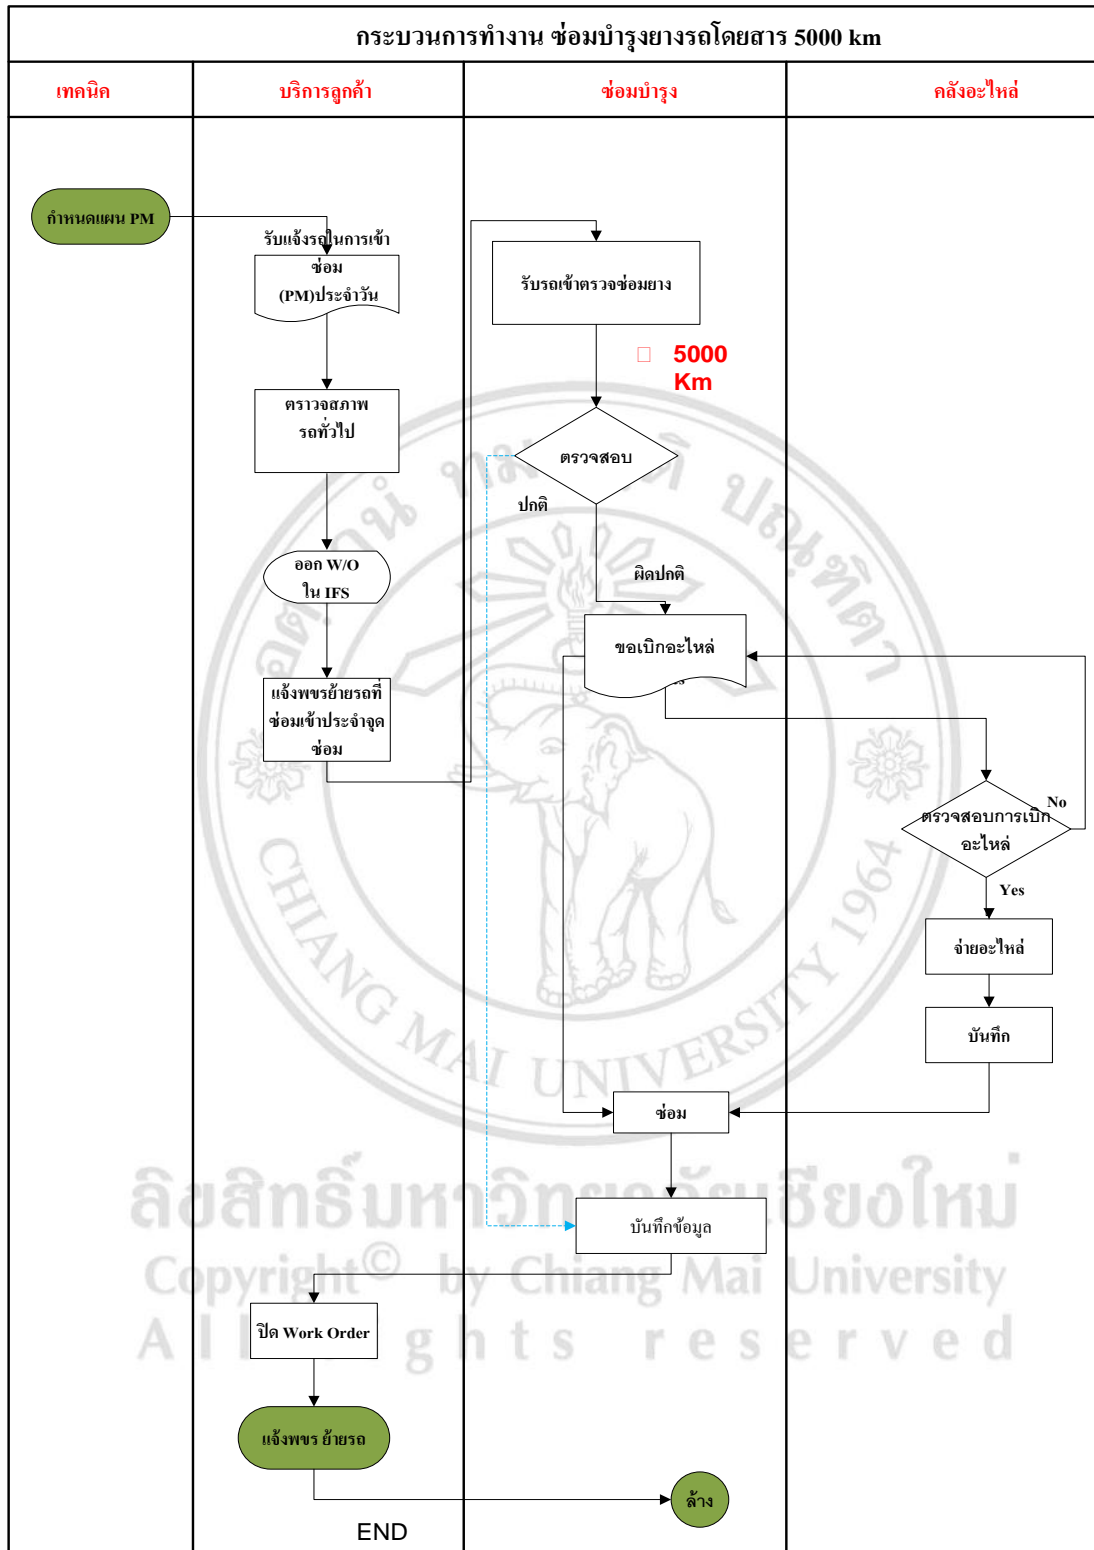 กระบวนการทำงาน ซ่อมบำรุงยางรถโดยสาร 5000 km
เทคนิค
บริการลูกค้า
ซ่อมบำรุง
คลังอะไหล่
กำหนดแผน PM
รับแจ้งรถในการเข้า
ซ่อม
(PM)ประจำวัน
รับรถเข้าตรวจซ่อมยาง
5000
Km
ตราวจสภาพ
รถทั่วไป
ตรวจสอบ
ปกติ
ผิดปกติ
ออก W/O
ใน IFS
ขอเบิกอะไหล่
แจ้งพขรย้ายรถที่
ซ่อมเข้าประจำจุด
ซ่อม
No
ตรวจสอบการเบิก
อะไหล่
Yes
จ่ายอะไหล่
บันทึก
ซ่อม
บันทึกข้อมูล
ปิด Work Order
แจ้งพขร ย้ายรถ
ล้าง
END
CHIANG MAI UNIVERSITY 1964
ลิขสิทธิ์มหาวิทยาลัยเชียงใหม่
Copyright© by Chiang Mai University
All rights reserved